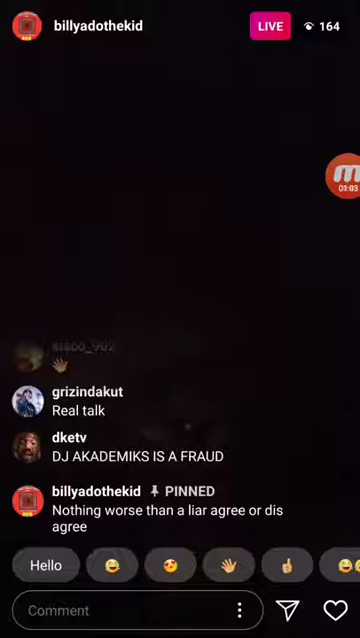 billyadothekid LIVE 164
01:03
siabo_902
grizindakut
Real talk
dketv
DJ AKADEMIKS IS A FRAUD
billyadothekid PINNED
Nothing worse than a liar agree or dis
agree
Hello
Comment